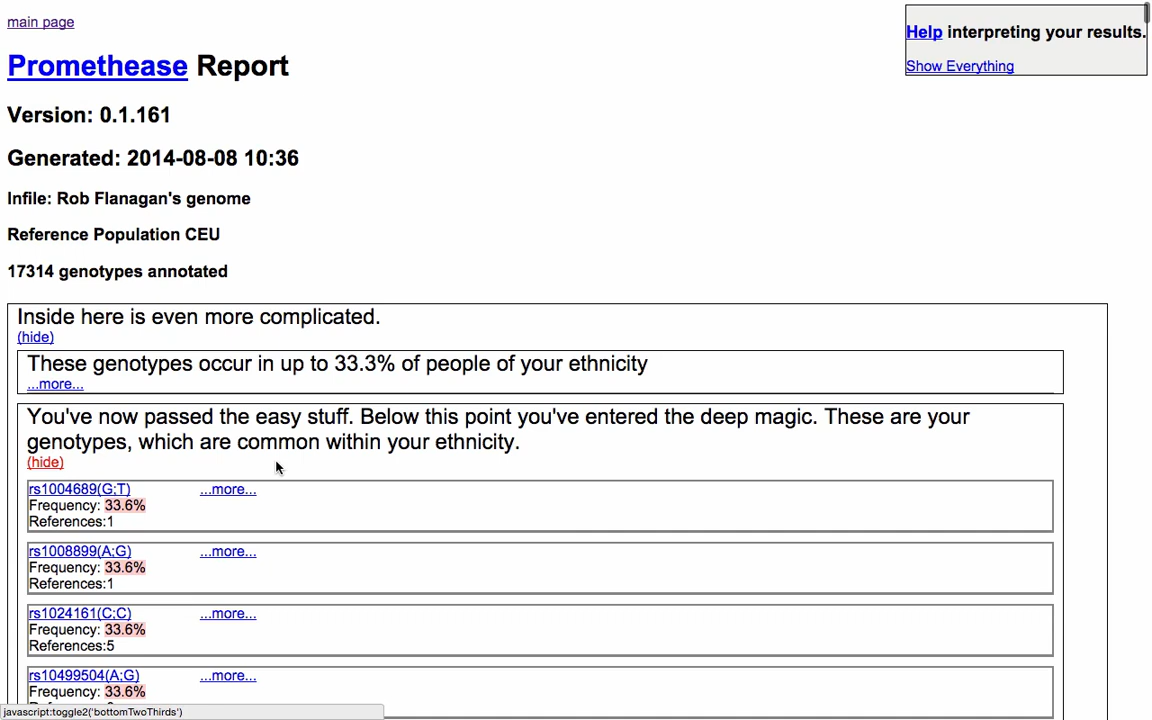 main page
Help interpreting your results.
Show Everything
Promethease Report
Version: 0.1.161
Generated: 2014-08-08 10:36
Infile: Rob Flanagan's genome
Reference Population CEU
17314 genotypes annotated
Inside here is even more complicated.
(hide)
These genotypes occur in up to 33.3% of people of your ethnicity
...more...
You've now passed the easy stuff. Below this point you've entered the deep magic. These are your
genotypes, which are common within your ethnicity.
(hide)
rs1004689(G;T) ...more...
Frequency: 33.6%
References:1
rs1008899(A;G) ...more...
Frequency: 33.6%
References:1
rs1024161(C;C) ...more...
Frequency: 33.6%
References:5
rs10499504(A;G) ...more...
Frequency: 33.6%
javascript:toggle2('bottomTwoThirds')